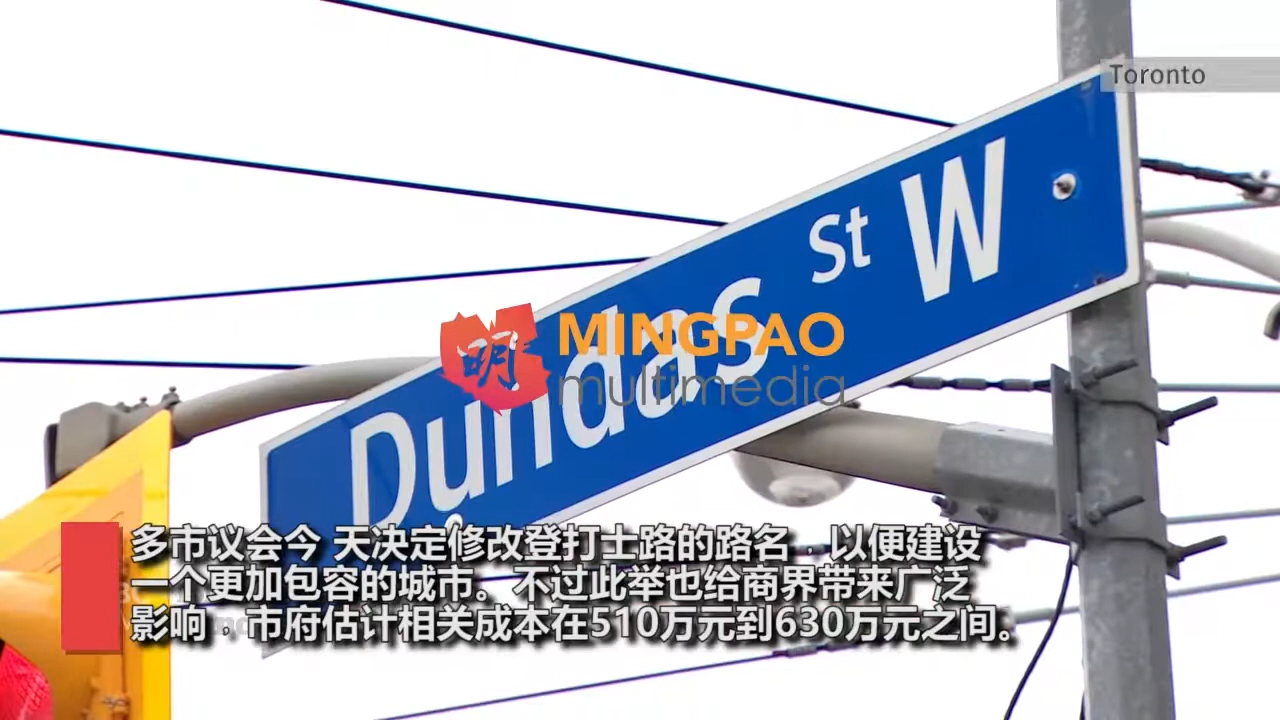 Toronto
Dundas St W
明 MINGPAO
multimedia
多市议会今 天决定修改登打士路的路名，以便建设
一个更加包容的城市。不过此举也给商界带来广泛
影响，市府估计相关成本在510万元到630万元之间。